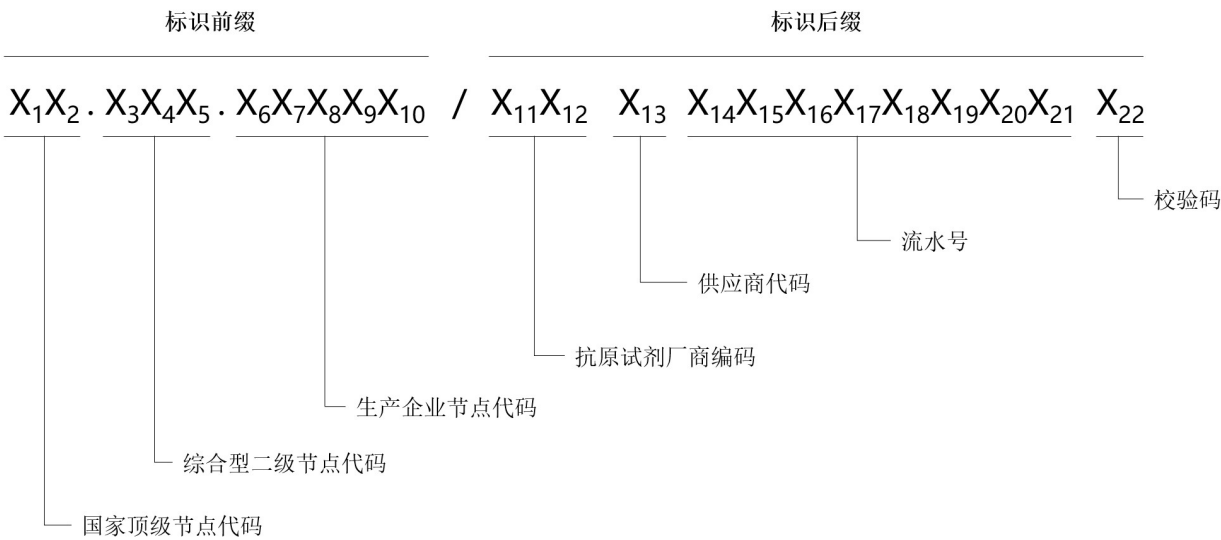 标识前缀 标识后缀
X₁X₂ . X₃X₄X₅ . X₆X₇X₈X₉X₁₀ / X₁₁X₁₂ X₁₃ X₁₄X₁₅X₁₆X₁₇X₁₈X₁₉X₂₀X₂₁ X₂₂
校验码
流水号
供应商代码
抗原试剂厂商编码
生产企业节点代码
综合型二级节点代码
国家顶级节点代码